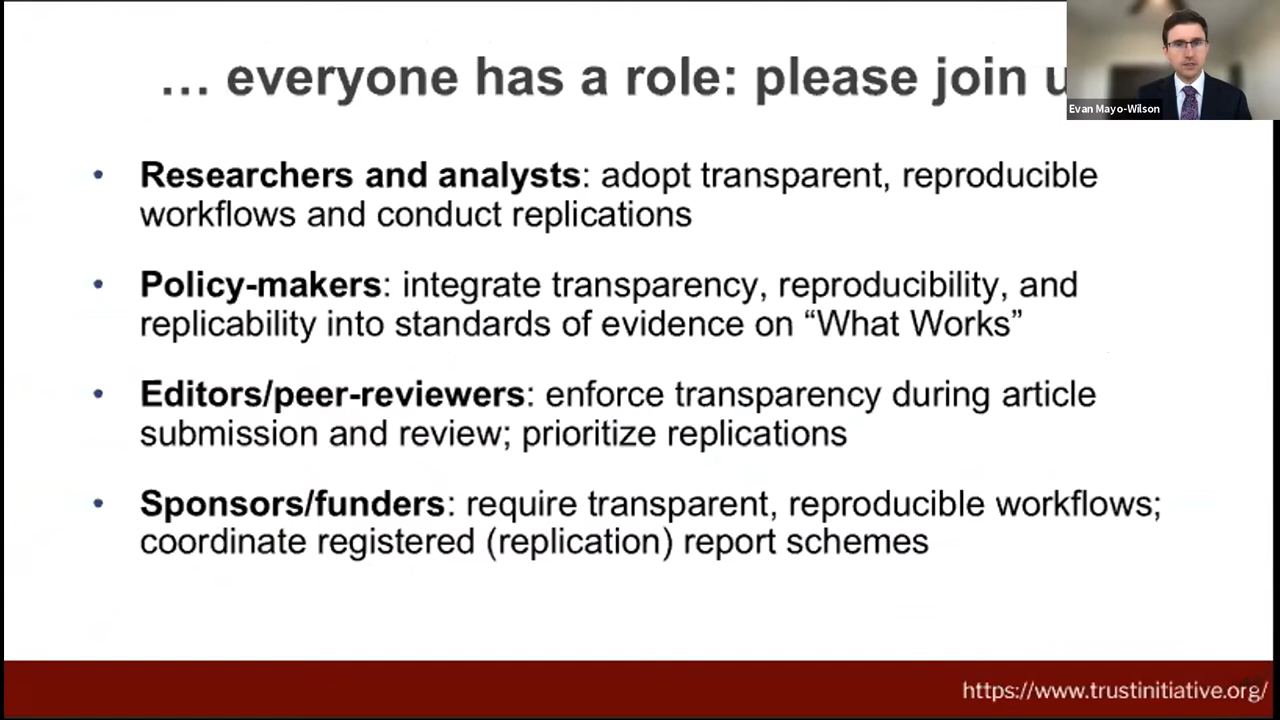 … everyone has a role: please join u
Evan Mayo-Wilson
• Researchers and analysts: adopt transparent, reproducible
workflows and conduct replications
• Policy-makers: integrate transparency, reproducibility, and
replicability into standards of evidence on “What Works”
• Editors/peer-reviewers: enforce transparency during article
submission and review; prioritize replications
• Sponsors/funders: require transparent, reproducible workflows;
coordinate registered (replication) report schemes
https://www.trustinitiative.org/